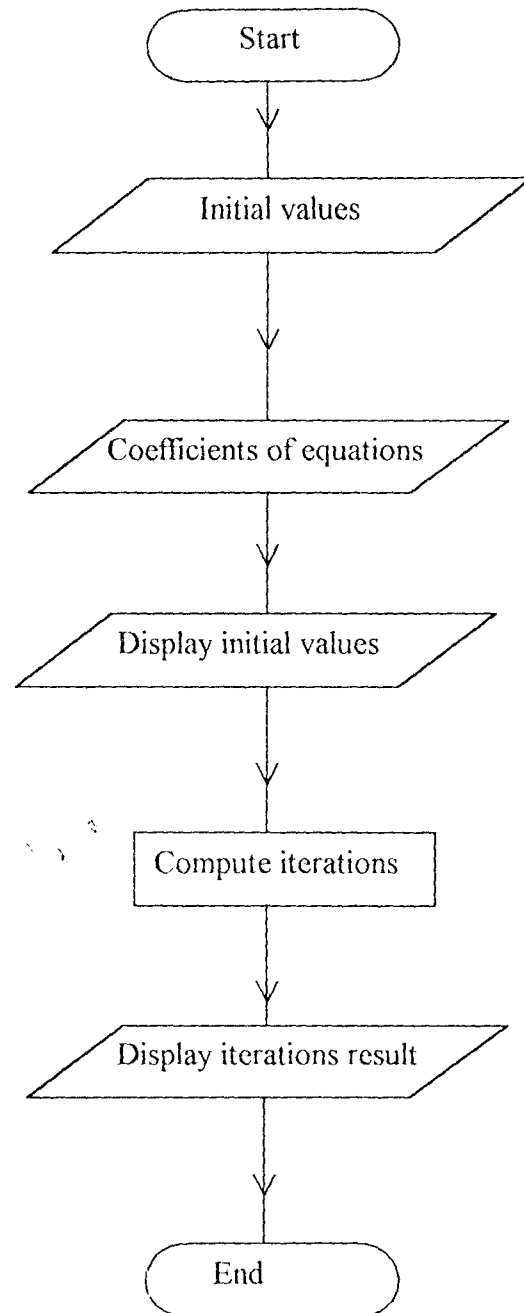 Start
Initial values
Coefficients of equations
Display initial values
Compute iterations
Display iterations result
End